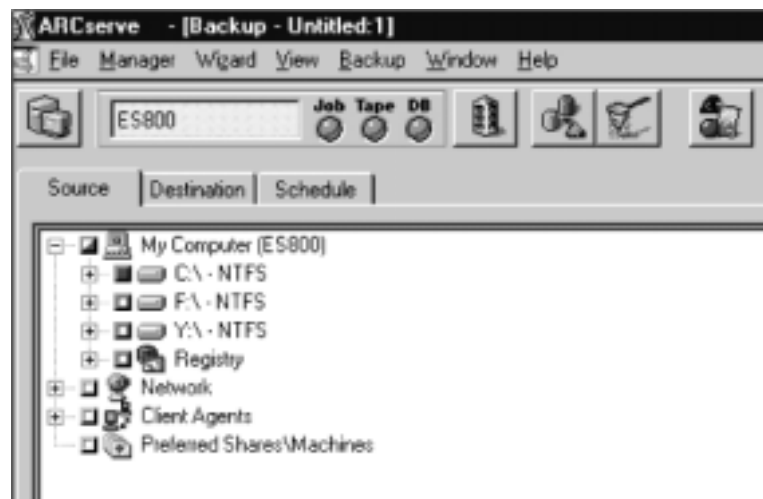 ARCserve - [Backup - Untitled:1]
File Manager Wizard View Backup Window Help
ES800 Job Tape DB
Source Destination Schedule
My Computer (ES800)
C:\ - NTFS
F:\ - NTFS
Y:\ - NTFS
Registry
Network
Client Agents
Preferred Shares\Machines